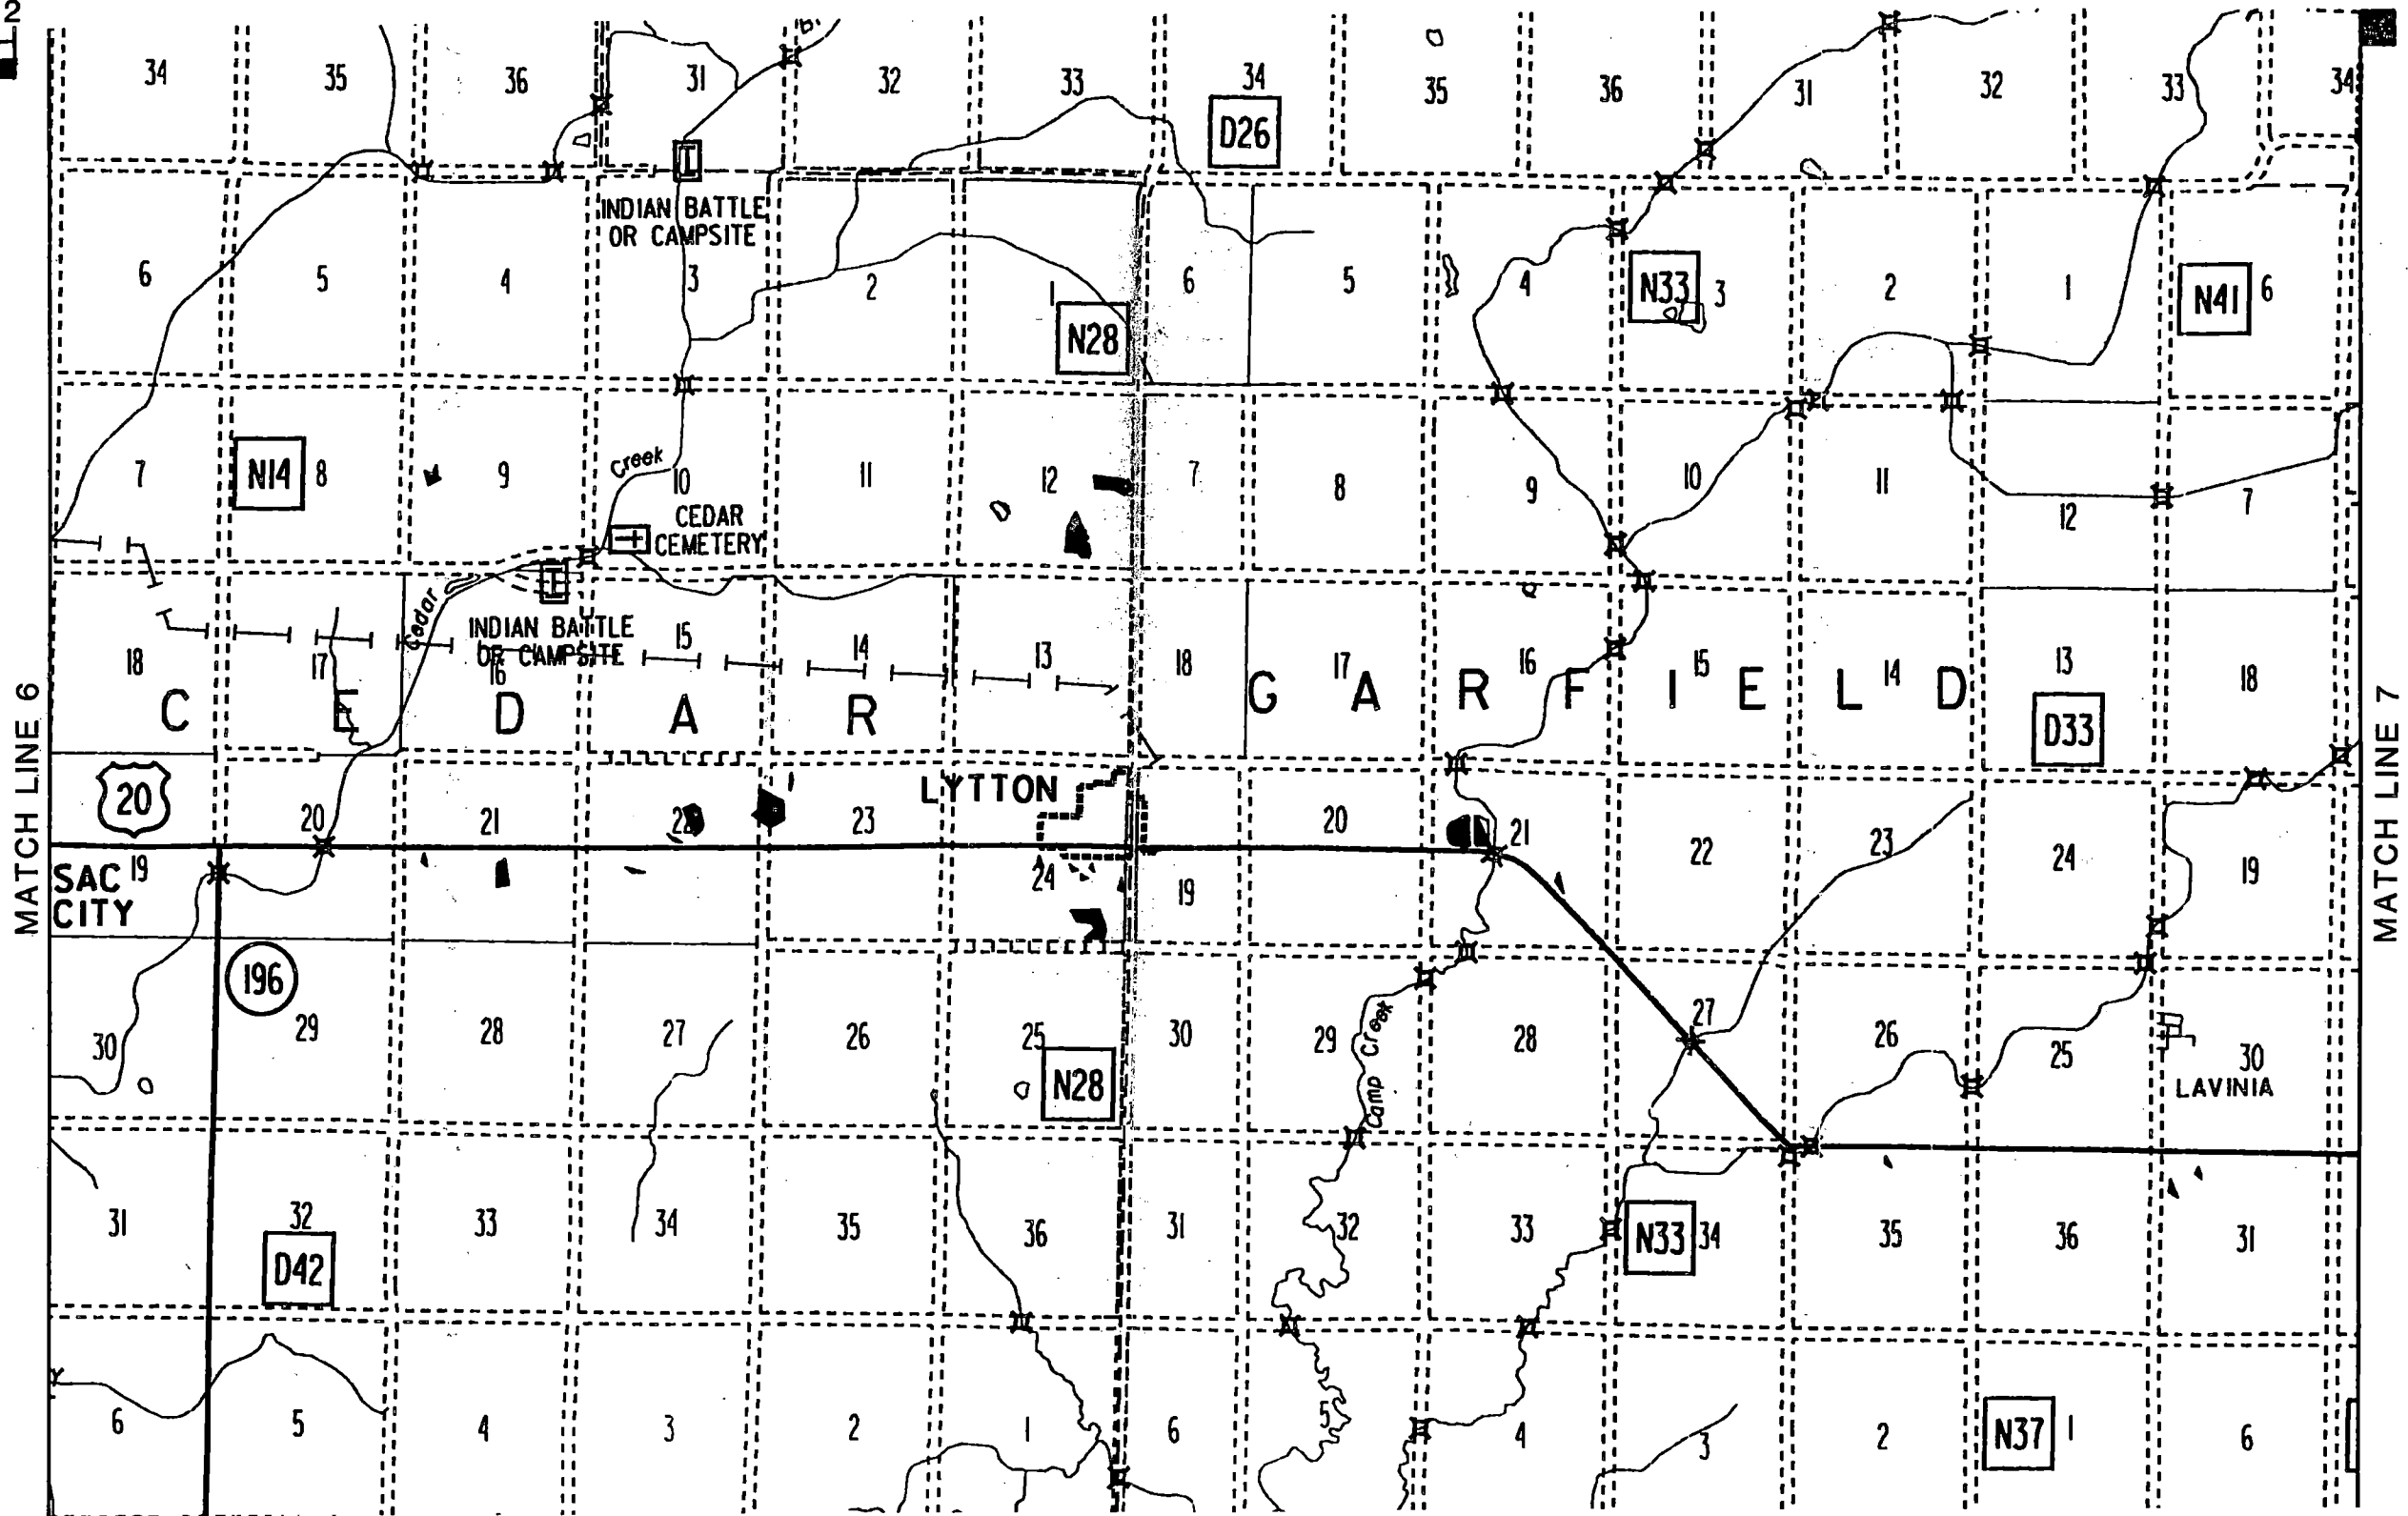 2
34 35 36 31 32 33 34 35 36 31 32 33 34
D26
INDIAN BATTLE
OR CAMPSITE
6 5 4 3 2 1 6 5 4 N33 3 2 1 N41 6
N28
7 N14 8 9 Creek 10 11 12 7 8 9 10 11 12 7
CEDAR
CEMETERY
Cedar
INDIAN BATTLE
OR CAMPSITE
18 17 16 15 14 13 18 17 16 15 14 13 18
CEDAR
GARFIELD
D33
MATCH LINE 6
MATCH LINE 7
20
LYTTON
20 21 22 23 20 21 22 23 24 19
SAC 19
CITY
24 19
196
30 29 28 27 26 25 30 29 28 27 26 25 30
Camp Creek
N28
LAVINIA
31 32 33 34 35 36 31 32 33 N33 34 35 36 31
D42
6 5 4 3 2 1 6 5 4 3 2 N37 1 6